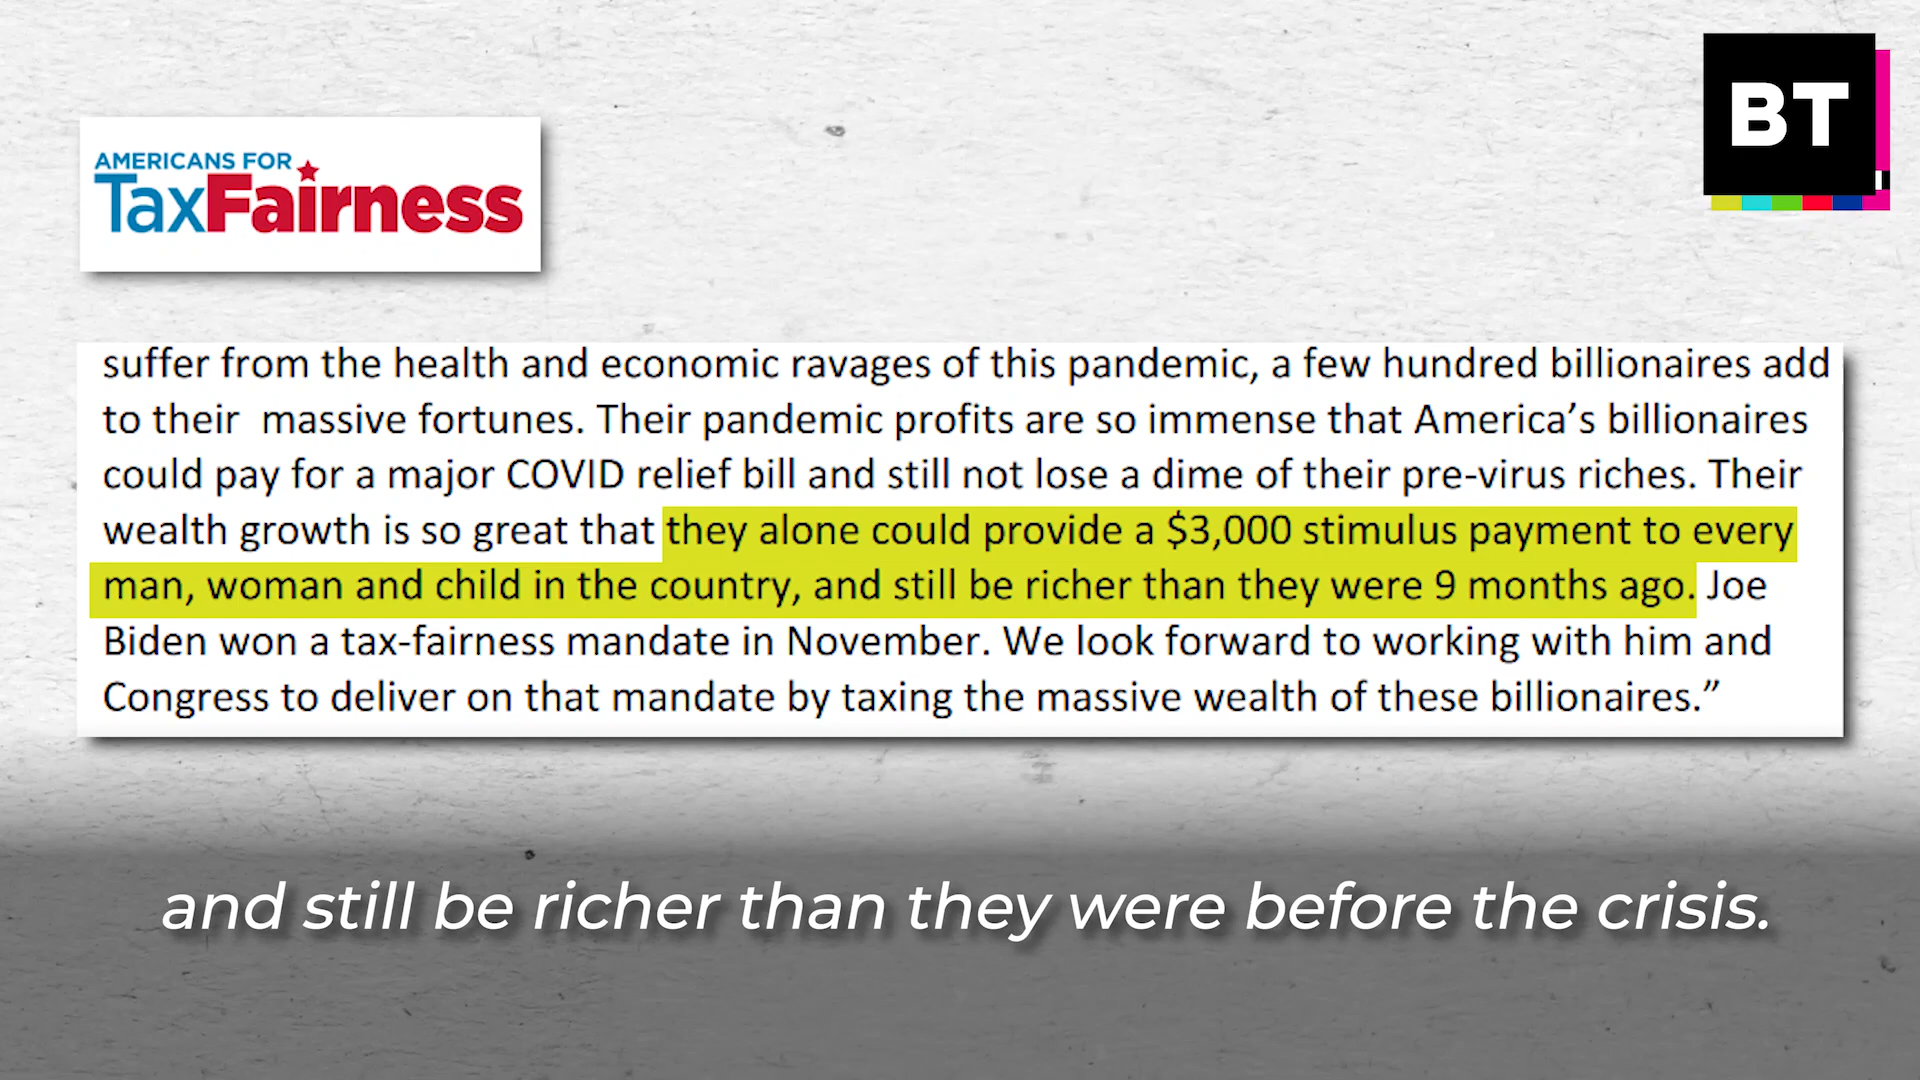 BT
AMERICANS FOR
TaxFairness
suffer from the health and economic ravages of this pandemic, a few hundred billionaires add
to their  massive fortunes. Their pandemic profits are so immense that America’s billionaires
could pay for a major COVID relief bill and still not lose a dime of their pre-virus riches. Their
wealth growth is so great that they alone could provide a $3,000 stimulus payment to every
man, woman and child in the country, and still be richer than they were 9 months ago. Joe
Biden won a tax-fairness mandate in November. We look forward to working with him and
Congress to deliver on that mandate by taxing the massive wealth of these billionaires.”
and still be richer than they were before the crisis.